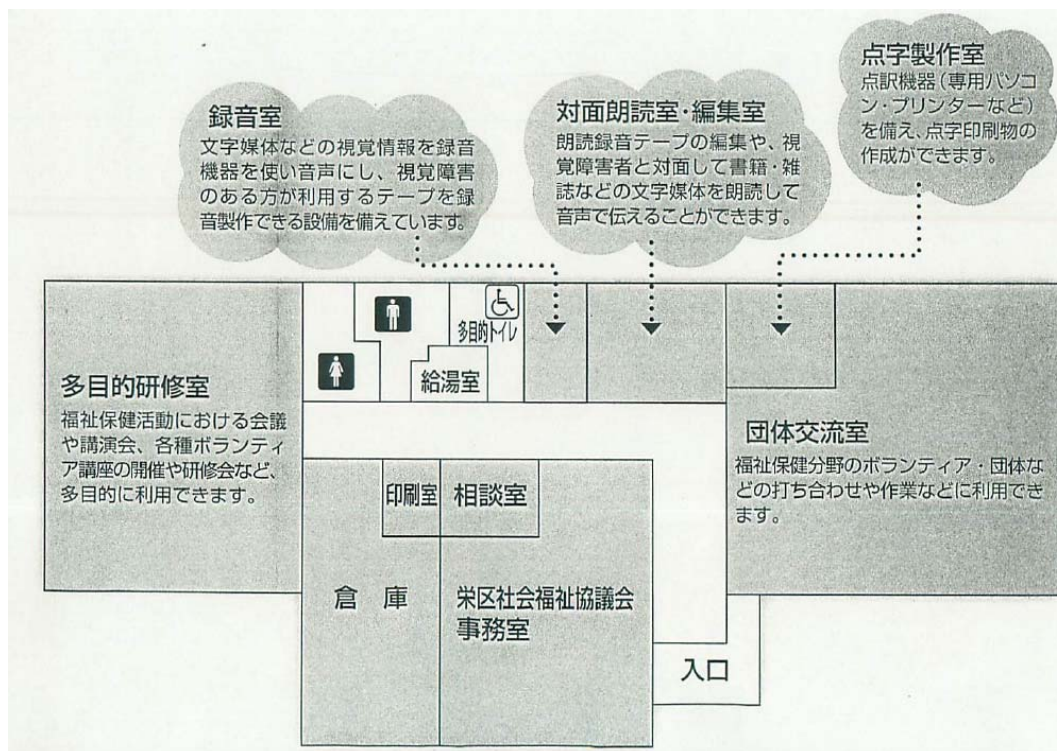 点字製作室
点訳機器(専用パソ
コン・プリンターなど)
を備え、点字印刷物の
作成ができます。
録音室
文字媒体などの視覚情報を録音
機器を使い音声にし、視覚障害
のある方が利用するテープを録
音製作できる設備を備えています。
対面朗読室・編集室
朗読録音テープの編集や、視
覚障害者と対面して書籍・雑
誌などの文字媒体を朗読して
音声で伝えることができます。
多目的トイレ
給湯室
多目的研修室
福祉保健活動における会議
や講演会、各種ボランティ
ア講座の開催や研修会など、
多目的に利用できます。
団体交流室
福祉保健分野のボランティア・団体な
どの打ち合わせや作業などに利用でき
ます。
印刷室
相談室
倉 庫
栄区社会福祉協議会
事務室
入口